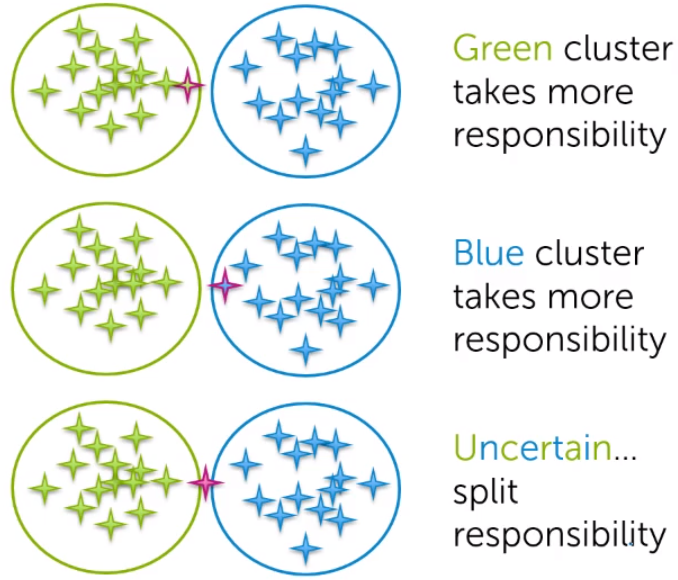 Green cluster
takes more
responsibility
Blue cluster
takes more
responsibility
Uncertain...
split
responsibility